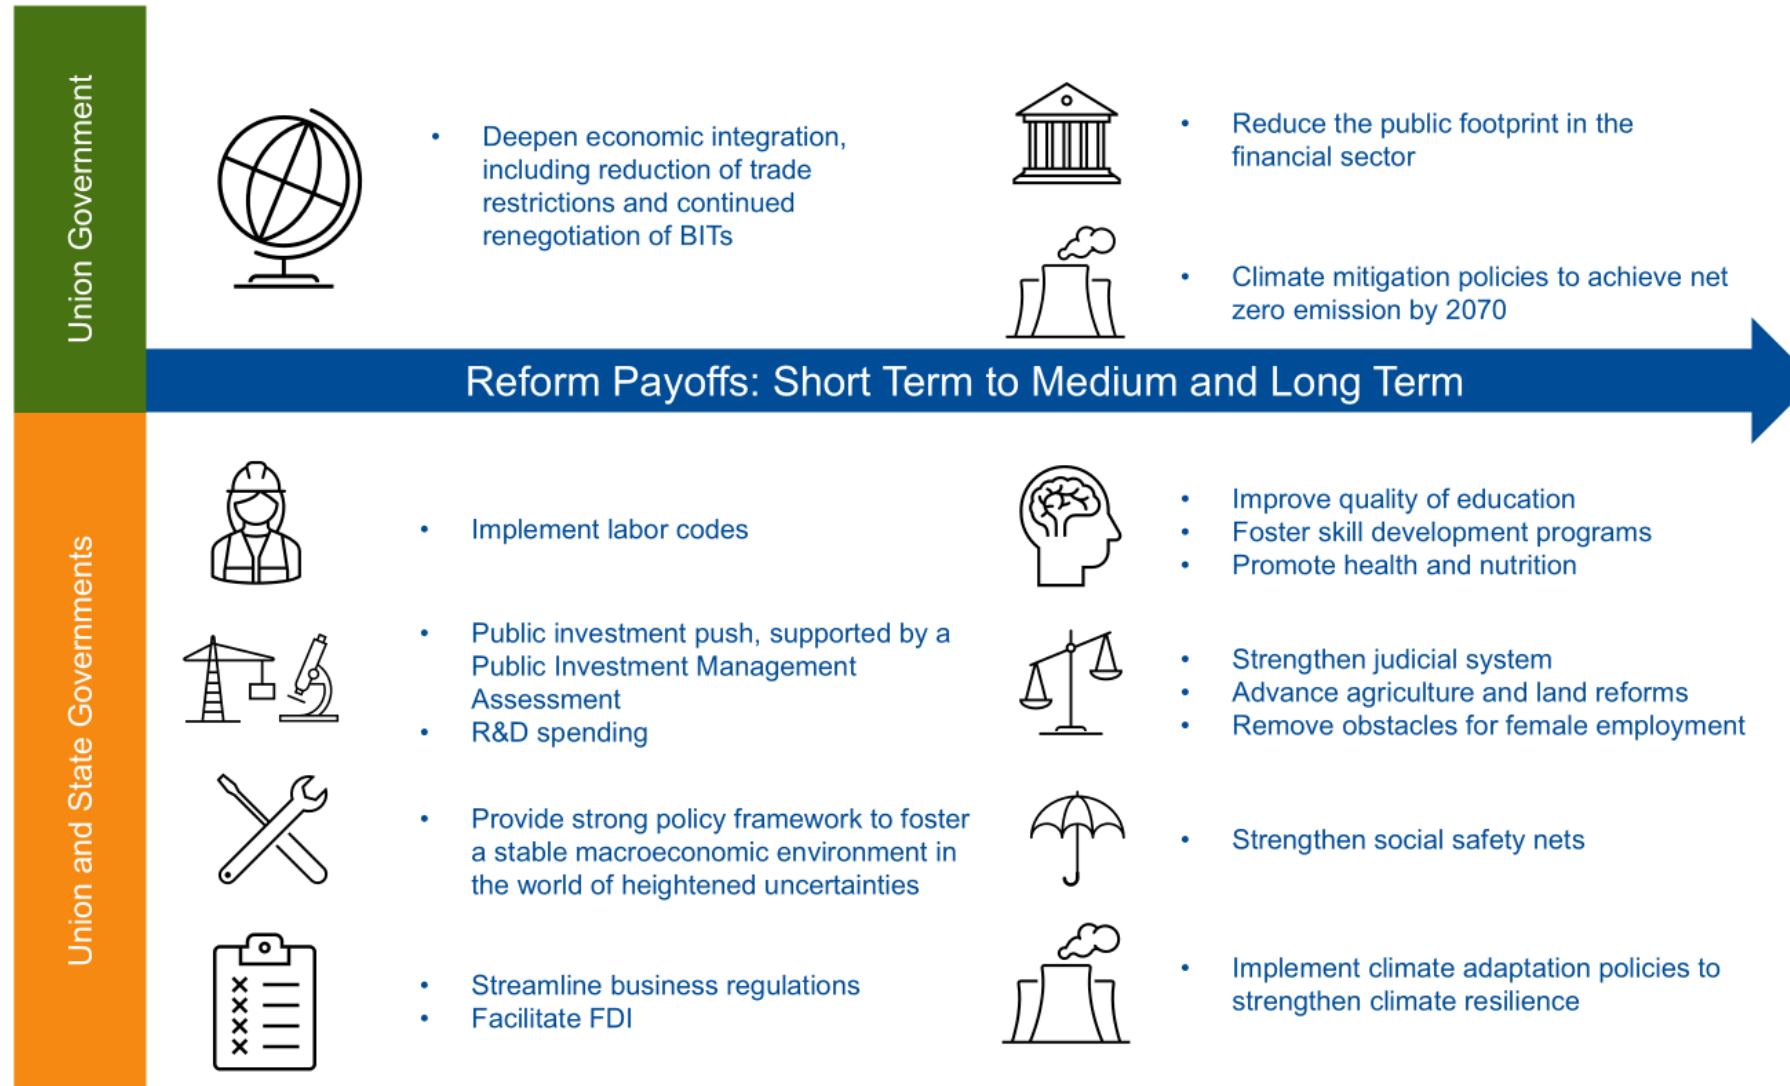 Union Government
• Deepen economic integration,
including reduction of trade
restrictions and continued
renegotiation of BITs
• Reduce the public footprint in the
financial sector
• Climate mitigation policies to achieve net
zero emission by 2070
Reform Payoffs: Short Term to Medium and Long Term
Union and State Governments
• Implement labor codes
• Public investment push, supported by a
Public Investment Management
Assessment
• R&D spending
• Provide strong policy framework to foster
a stable macroeconomic environment in
the world of heightened uncertainties
• Streamline business regulations
• Facilitate FDI
• Improve quality of education
• Foster skill development programs
• Promote health and nutrition
• Strengthen judicial system
• Advance agriculture and land reforms
• Remove obstacles for female employment
• Strengthen social safety nets
• Implement climate adaptation policies to
strengthen climate resilience